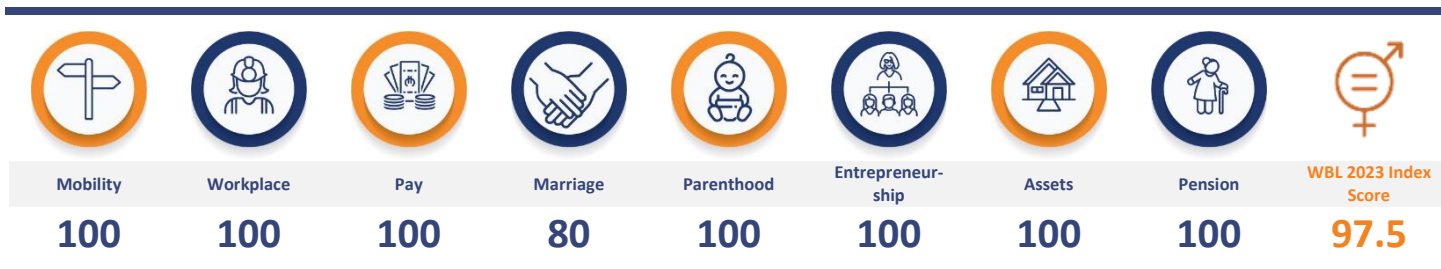 Mobility
Workplace
Pay
Marriage
Parenthood
Entrepreneur-
ship
Assets
Pension
WBL 2023 Index
Score
100
100
100
80
100
100
100
100
97.5